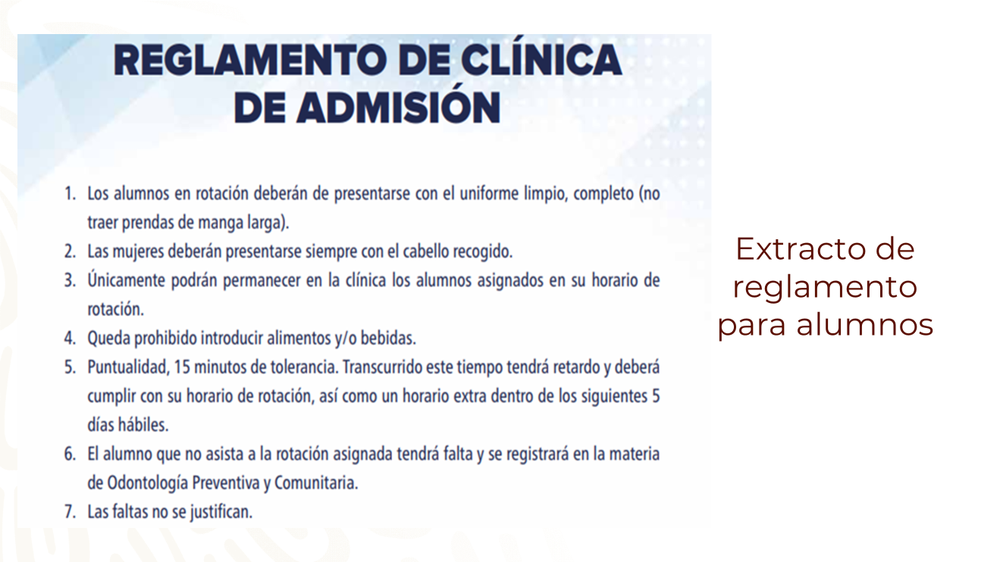 REGLAMENTO DE CLÍNICA
DE ADMISIÓN
1. Los alumnos en rotación deberán de presentarse con el uniforme limpio, completo (no
traer prendas de manga larga).
2. Las mujeres deberán presentarse siempre con el cabello recogido.
3. Únicamente podrán permanecer en la clínica los alumnos asignados en su horario de
rotación.
4. Queda prohibido introducir alimentos y/o bebidas.
5. Puntualidad, 15 minutos de tolerancia. Transcurrido este tiempo tendrá retardo y deberá
cumplir con su horario de rotación, así como un horario extra dentro de los siguientes 5
días hábiles.
6. El alumno que no asista a la rotación asignada tendrá falta y se registrará en la materia
de Odontología Preventiva y Comunitaria.
7. Las faltas no se justifican.
Extracto de
reglamento
para alumnos